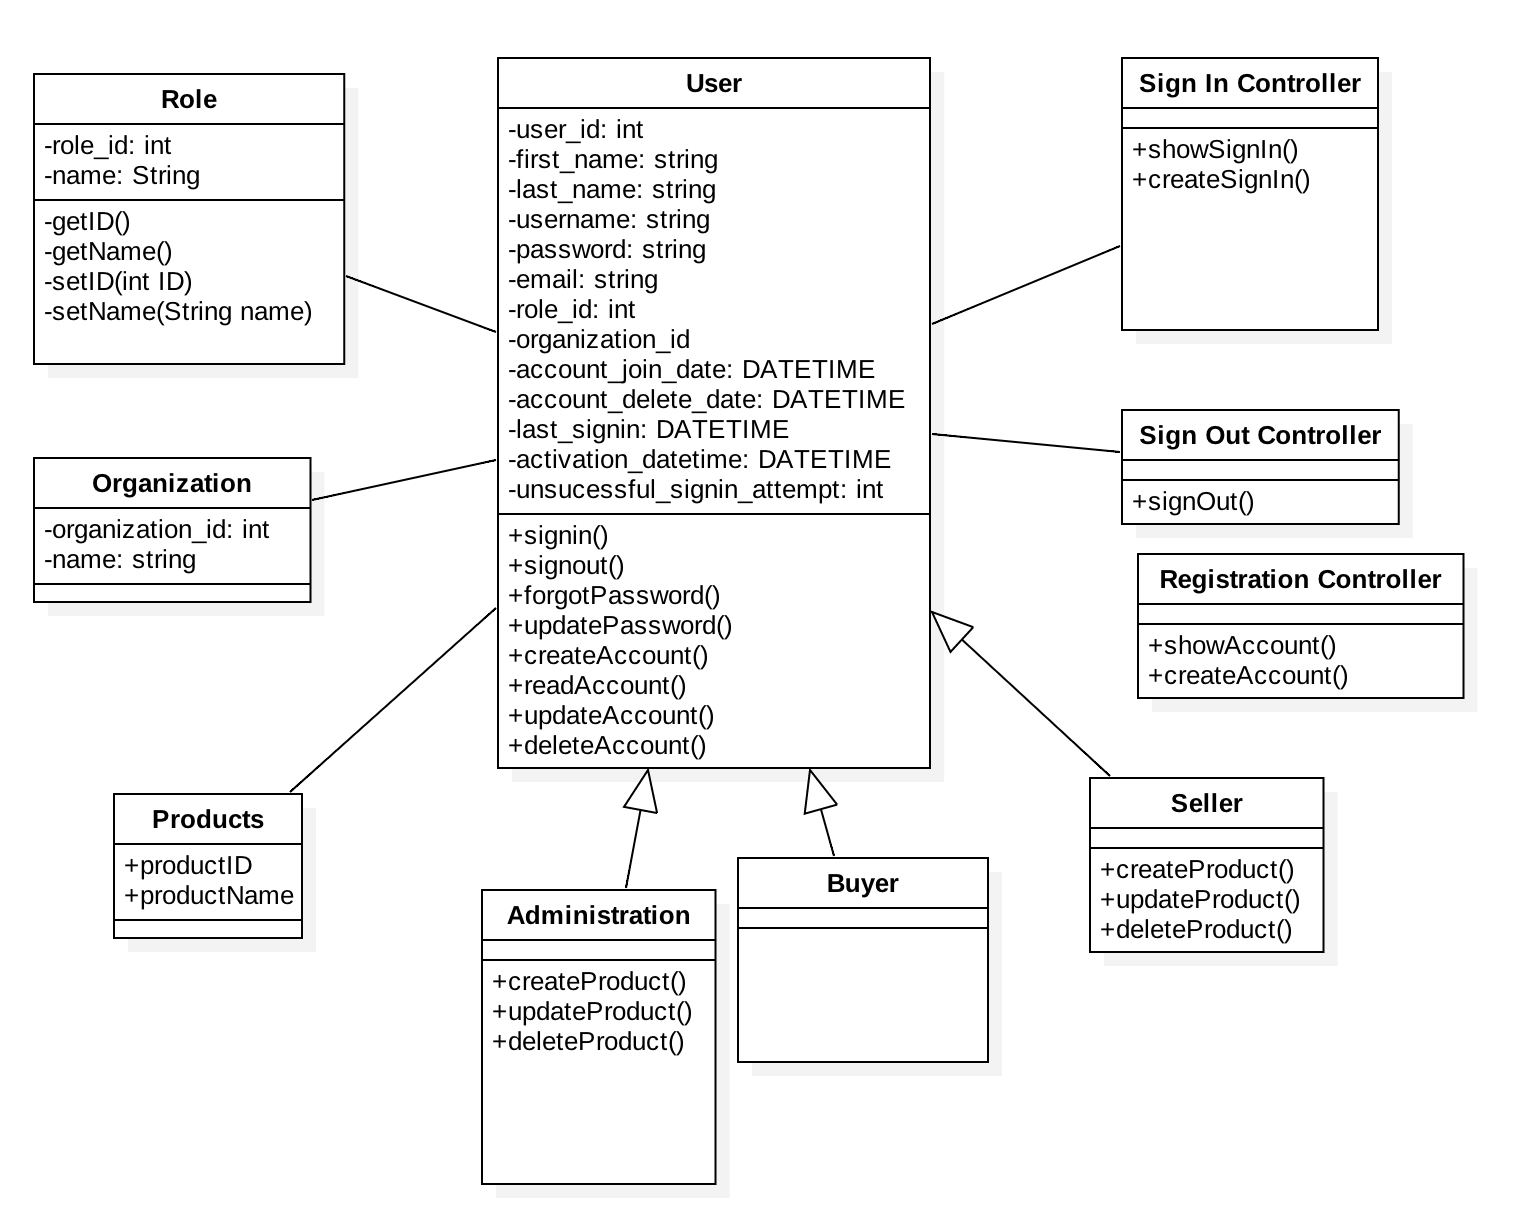 Role
-role_id: int
-name: String
-getID()
-getName()
-setID(int ID)
-setName(String name)
User
-user_id: int
-first_name: string
-last_name: string
-username: string
-password: string
-email: string
-role_id: int
-organization_id
-account_join_date: DATETIME
-account_delete_date: DATETIME
-last_signin: DATETIME
-activation_datetime: DATETIME
-unsucessful_signin_attempt: int
+signin()
+signout()
+forgotPassword()
+updatePassword()
+createAccount()
+readAccount()
+updateAccount()
+deleteAccount()
Sign In Controller
+showSignIn()
+createSignIn()
Sign Out Controller
+signOut()
Organization
-organization_id: int
-name: string
Registration Controller
+showAccount()
+createAccount()
Products
+productID
+productName
Administration
+createProduct()
+updateProduct()
+deleteProduct()
Buyer
Seller
+createProduct()
+updateProduct()
+deleteProduct()